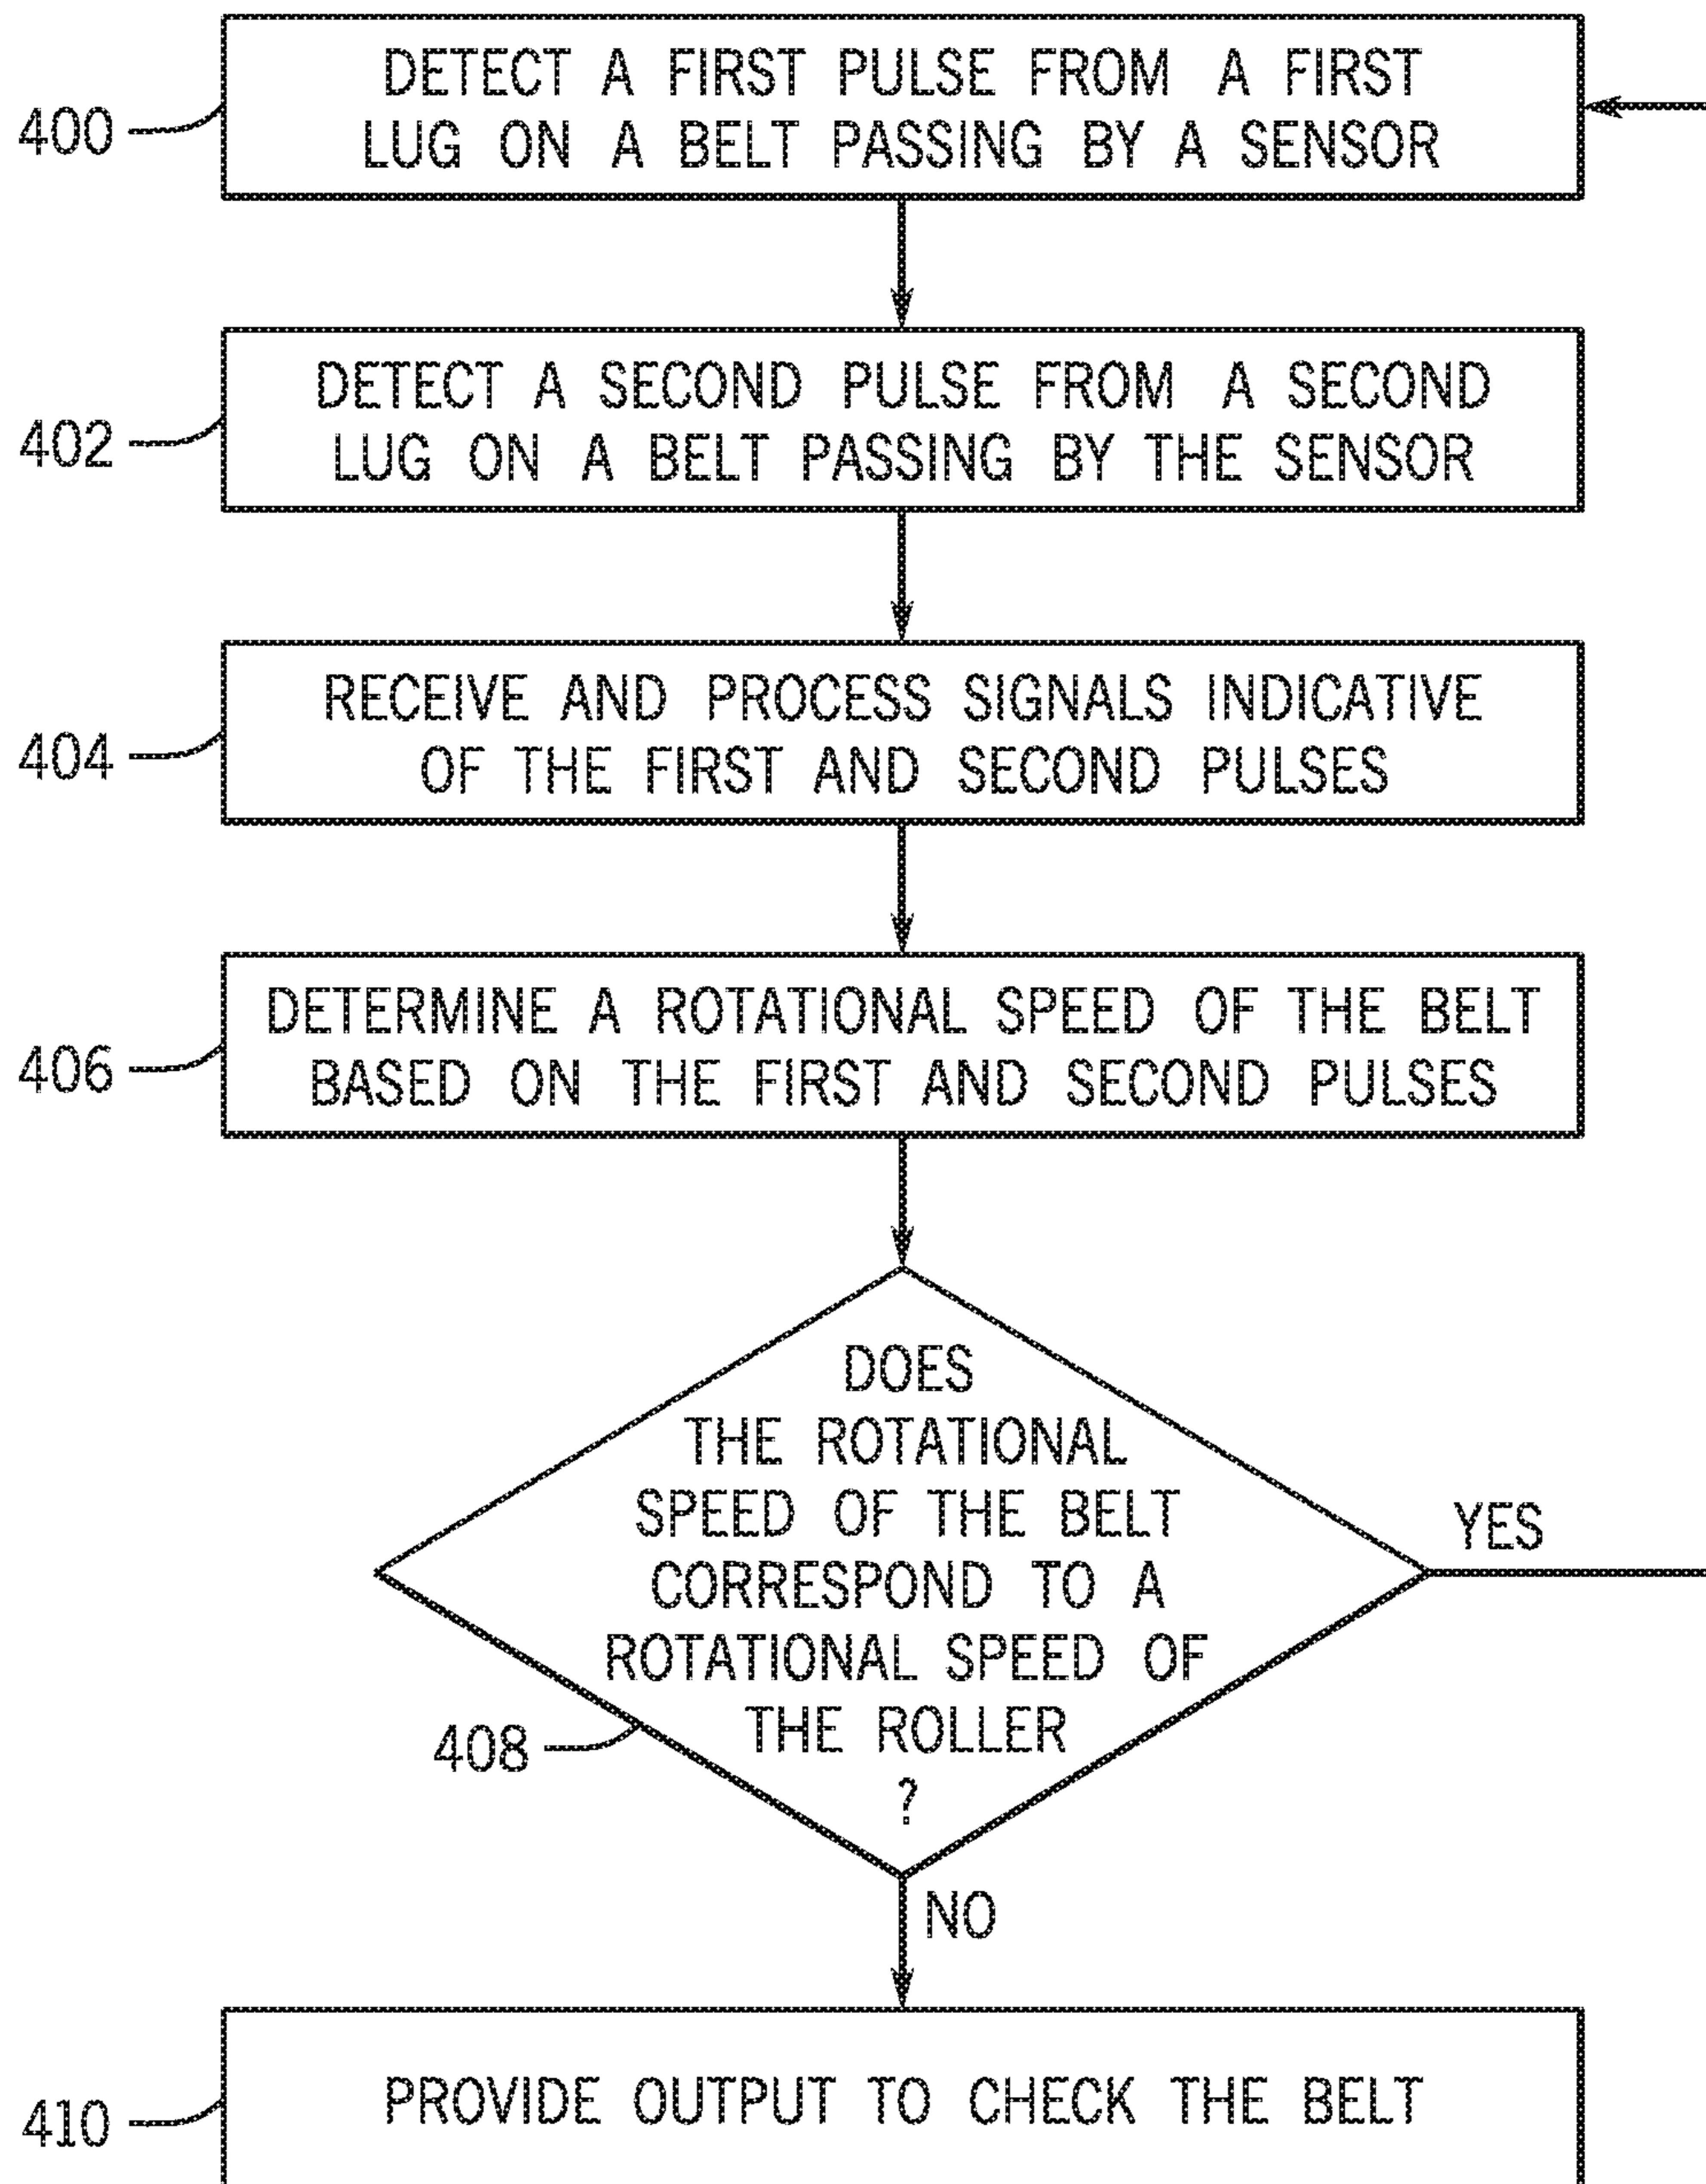 DETECT A FIRST PULSE FROM A FIRST
LUG ON A BELT PASSING BY A SENSOR
400
DETECT A SECOND PULSE FROM A SECOND
LUG ON A BELT PASSING BY THE SENSOR
402
RECEIVE AND PROCESS SIGNALS INDICATIVE
OF THE FIRST AND SECOND PULSES
404
DETERMINE A ROTATIONAL SPEED OF THE BELT
BASED ON THE FIRST AND SECOND PULSES
406
DOES
THE ROTATIONAL
SPEED OF THE BELT
CORRESPOND TO A
ROTATIONAL SPEED OF
THE ROLLER
?
YES
408
NO
PROVIDE OUTPUT TO CHECK THE BELT
410